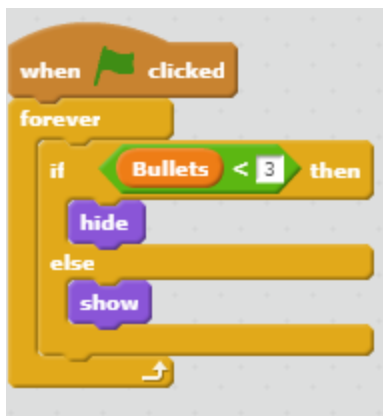 when clicked
forever
if Bullets < 3 then
hide
else
show